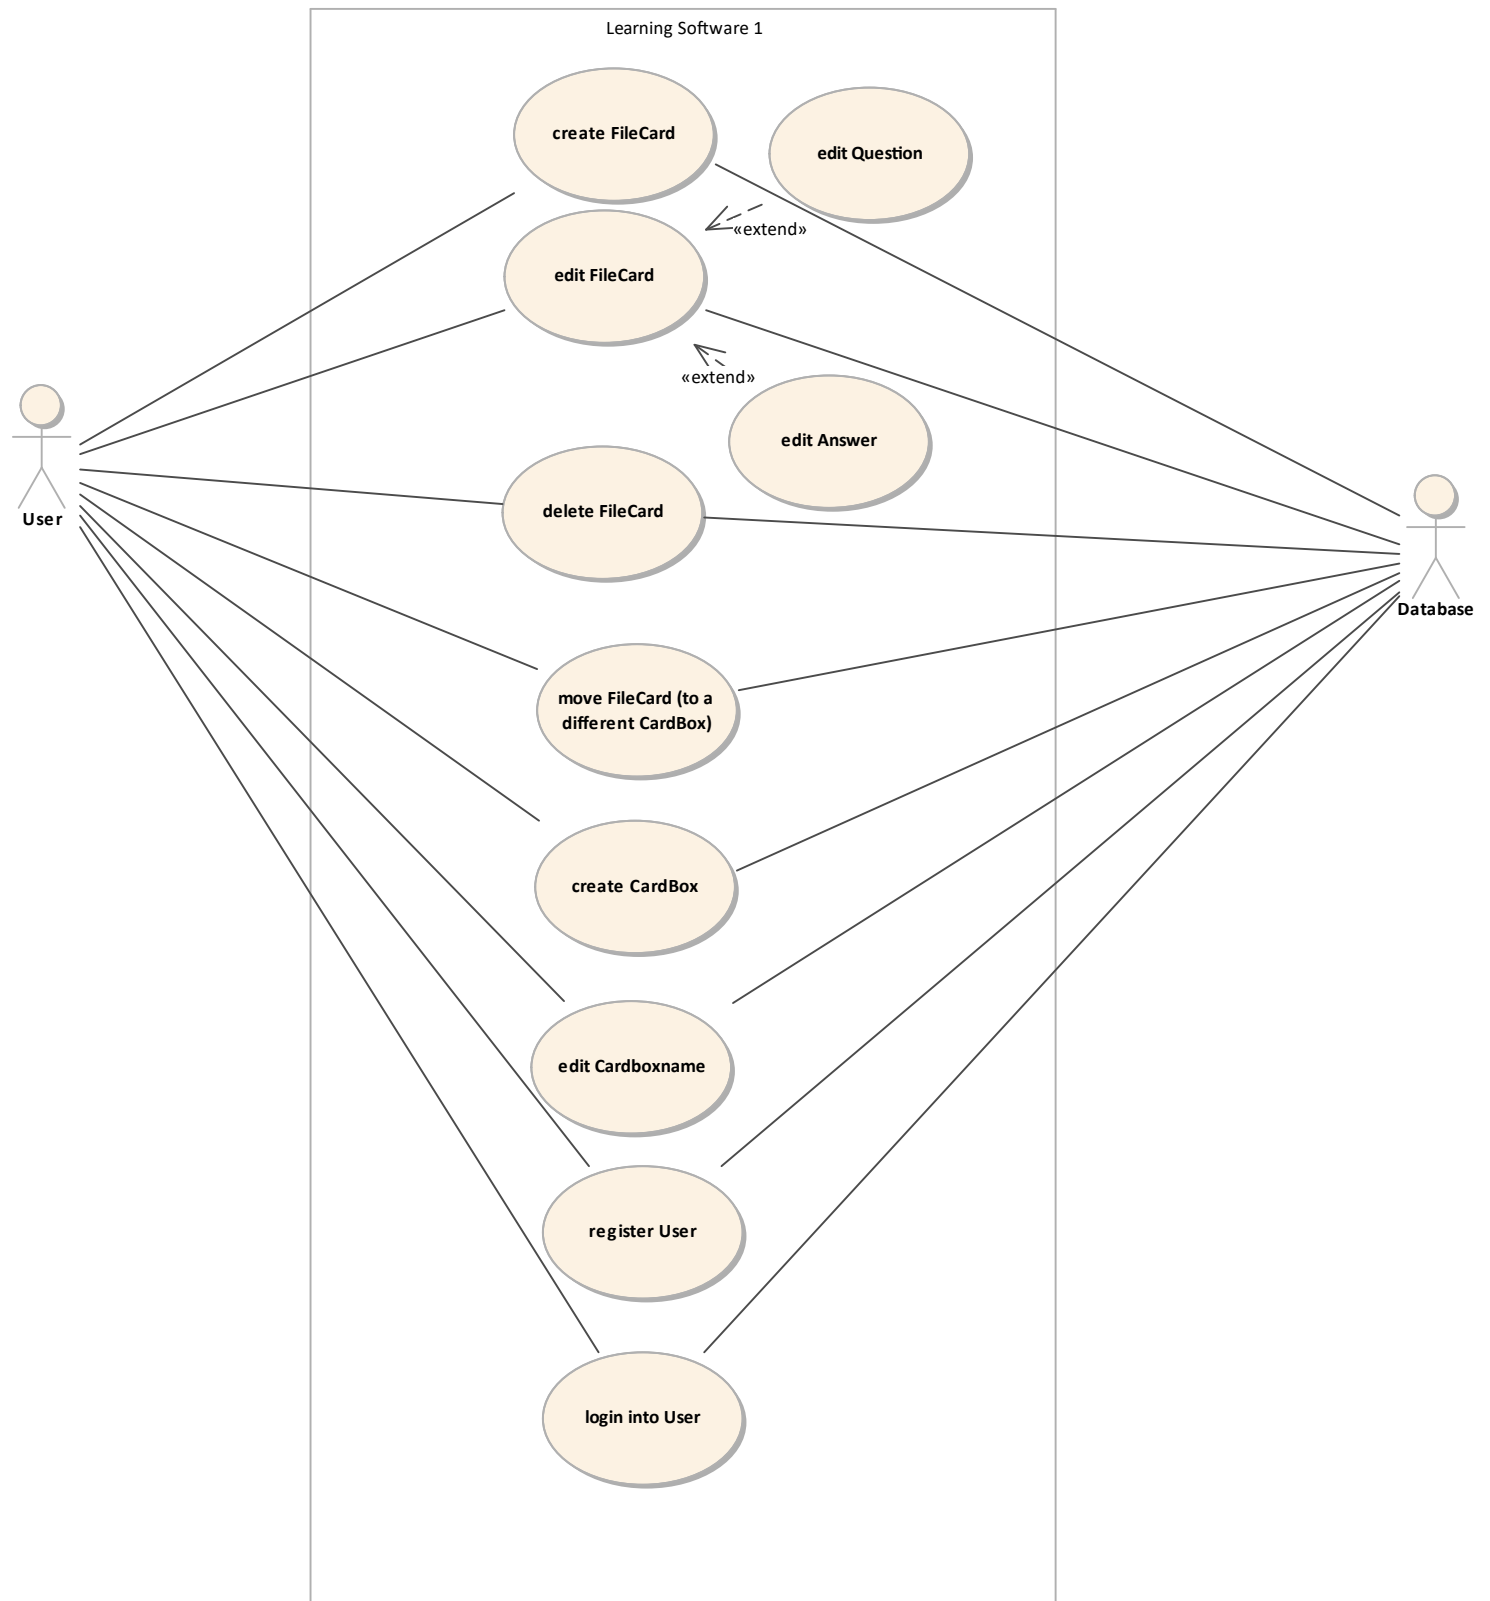 Learning Software 1
create FileCard
edit Question
«extend»
edit FileCard
«extend»
edit Answer
delete FileCard
User
Database
move FileCard (to a
different CardBox)
create CardBox
edit Cardboxname
register User
login into User